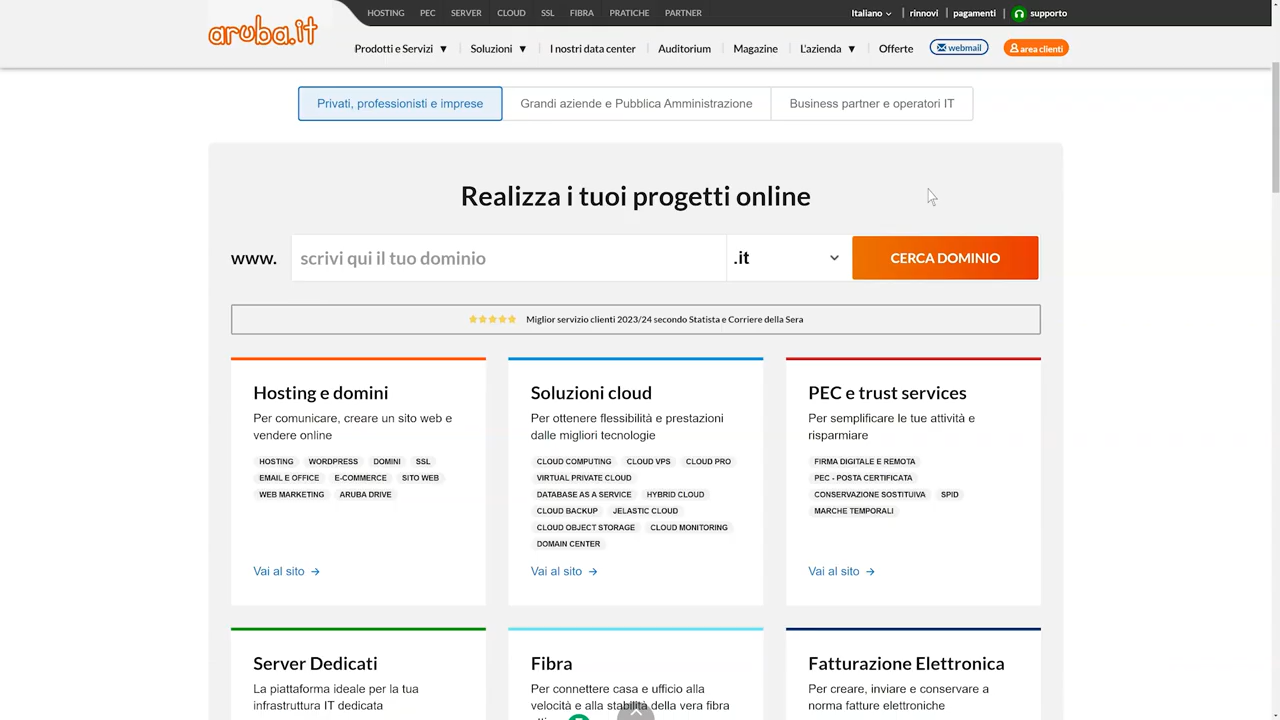 HOSTING PEC SERVER CLOUD SSL FIBRA PRATICHE PARTNER Italiano rinnovi pagamenti supporto
aruba.it
Prodotti e Servizi Soluzioni I nostri data center Auditorium Magazine L'azienda Offerte webmail area clienti
Privati, professionisti e imprese Grandi aziende e Pubblica Amministrazione Business partner e operatori IT
Realizza i tuoi progetti online
www. scrivi qui il tuo dominio .it CERCA DOMINIO
Miglior servizio clienti 2023/24 secondo Statista e Corriere della Sera
Hosting e domini
Per comunicare, creare un sito web e
vendere online
HOSTING WORDPRESS DOMINI SSL
EMAIL E OFFICE E-COMMERCE SITO WEB
WEB MARKETING ARUBA DRIVE
Vai al sito
Soluzioni cloud
Per ottenere flessibilità e prestazioni
dalle migliori tecnologie
CLOUD COMPUTING CLOUD VPS CLOUD PRO
VIRTUAL PRIVATE CLOUD
DATABASE AS A SERVICE HYBRID CLOUD
CLOUD BACKUP JELASTIC CLOUD
CLOUD OBJECT STORAGE CLOUD MONITORING
DOMAIN CENTER
Vai al sito
PEC e trust services
Per semplificare le tue attività e
risparmiare
FIRMA DIGITALE E REMOTA
PEC - POSTA CERTIFICATA
CONSERVAZIONE SOSTITUIVA SPID
MARCHE TEMPORALI
Vai al sito
Server Dedicati
La piattaforma ideale per la tua
infrastruttura IT dedicata
Fibra
Per connettere casa e ufficio alla
velocità e alla stabilità della vera fibra
Fatturazione Elettronica
Per creare, inviare e conservare a
norma fatture elettroniche